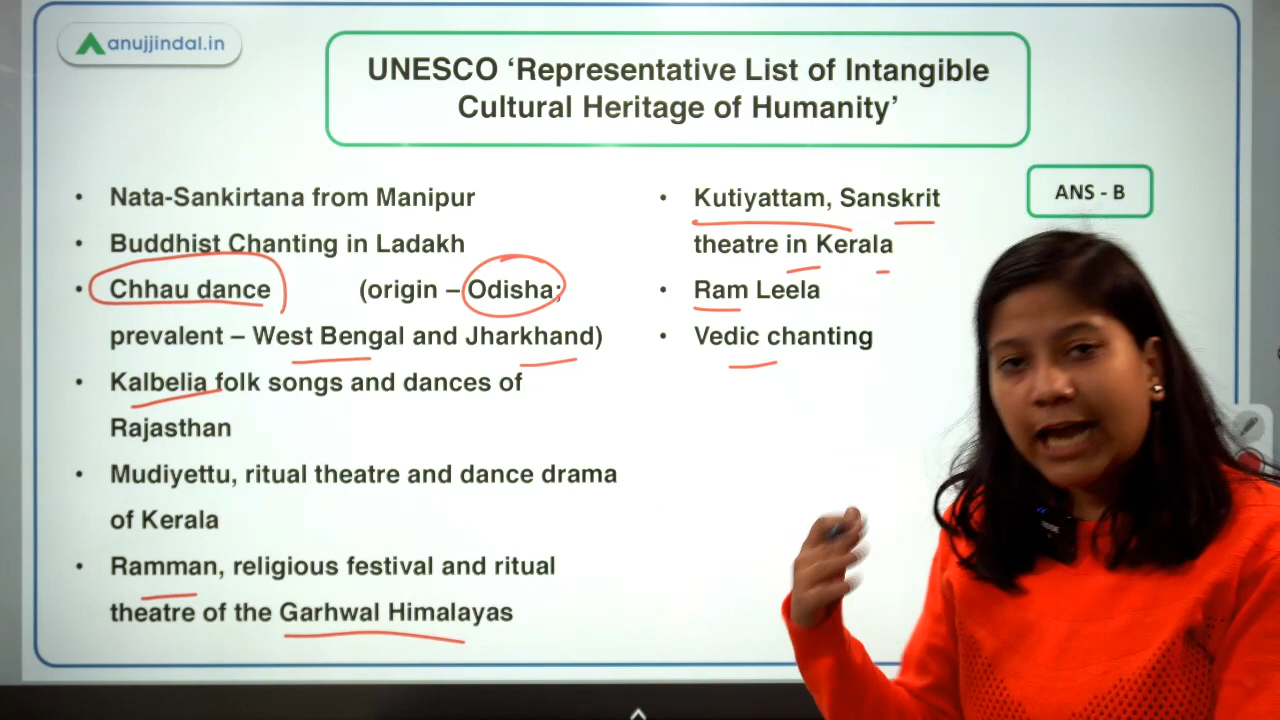 anujjindal.in
UNESCO ‘Representative List of Intangible
Cultural Heritage of Humanity’
• Nata-Sankirtana from Manipur
• Buddhist Chanting in Ladakh
• Chhau dance (origin – Odisha;
prevalent – West Bengal and Jharkhand)
• Kalbelia folk songs and dances of
Rajasthan
• Mudiyettu, ritual theatre and dance drama
of Kerala
• Ramman, religious festival and ritual
theatre of the Garhwal Himalayas
• Kutiyattam, Sanskrit
theatre in Kerala
• Ram Leela
• Vedic chanting
ANS - B